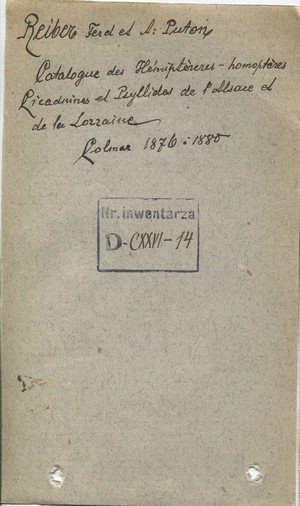 Reiber Ferd et A. Puton
Catalogue des Hémiptères-homoptères
Cicadines et Psyllides de l'Alsace et
de la Lorraine
Colmar 1876-1880
Nr. inwentarza
D-CXXVI-14